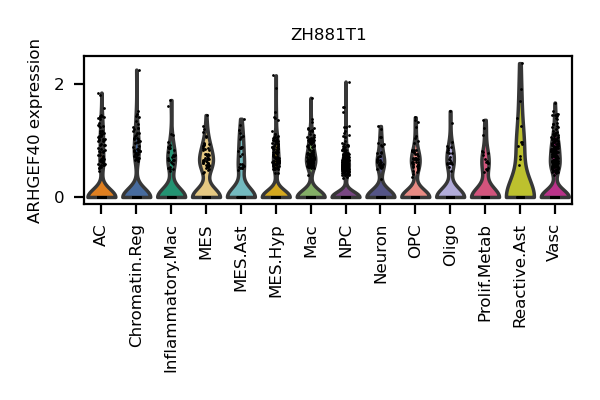 ZH881T1
ARHGEF40 expression
2
0
AC
Chromatin.Reg
Inflammatory.Mac
MES
MES.Ast
MES.Hyp
Mac
NPC
Neuron
OPC
Oligo
Prolif.Metab
Reactive.Ast
Vasc